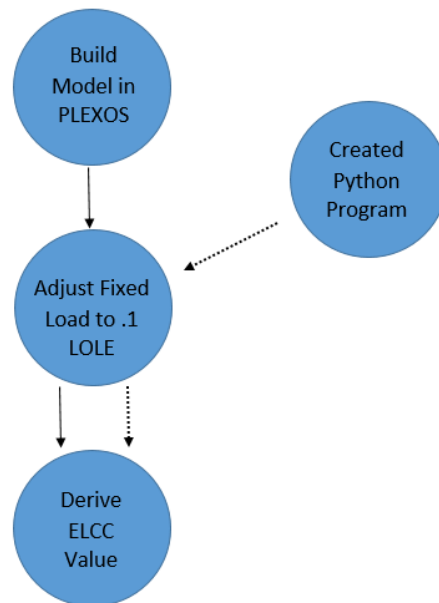 Build
Model in
PLEXOS
Created
Python
Program
Adjust Fixed
Load to .1
LOLE
Derive
ELCC
Value